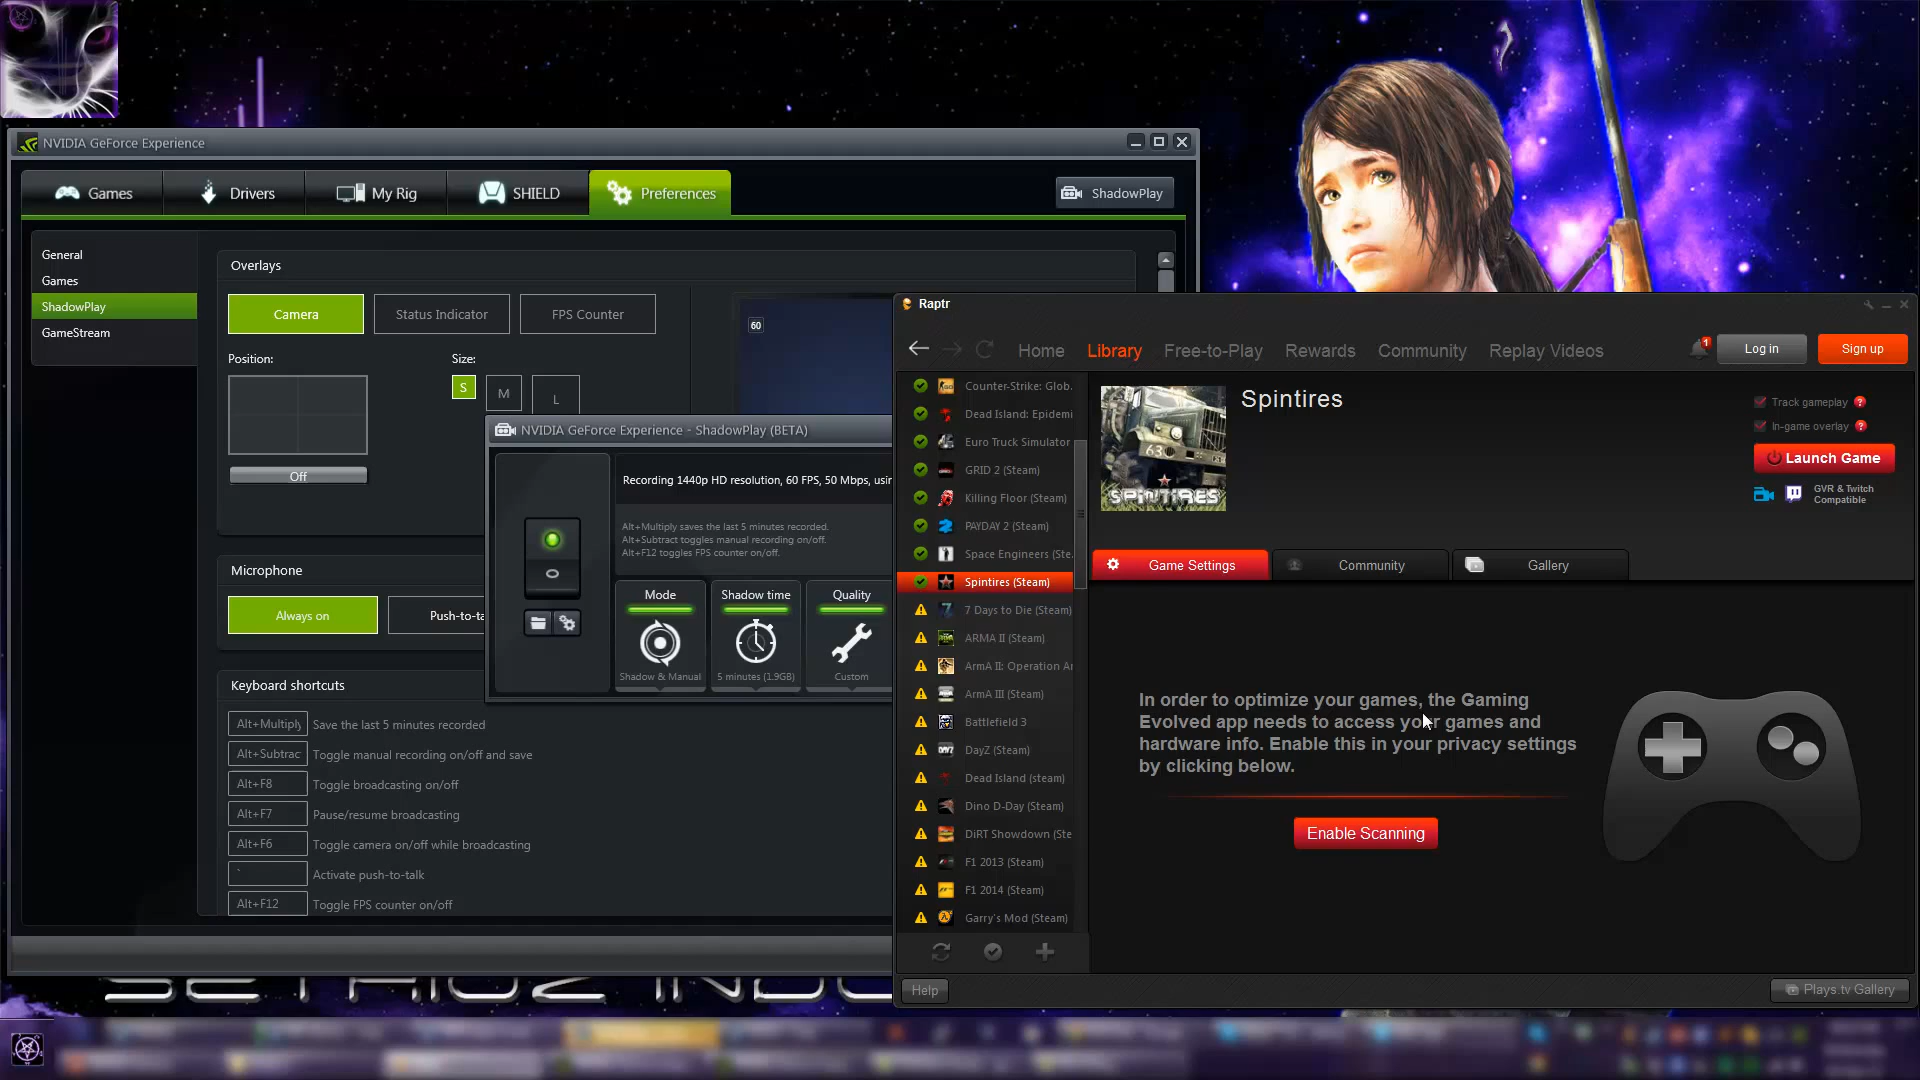 NVIDIA GeForce Experience
Games
Drivers
My Rig
SHIELD
Preferences
ShadowPlay
General
Games
ShadowPlay
GameStream
Overlays
Camera
Status Indicator
FPS Counter
60
Position:
Size:
S
M
L
Off
Microphone
Always on
Push-to-ta
Keyboard shortcuts
Alt+Multiply Save the last 5 minutes recorded
Alt+Subtrac Toggle manual recording on/off and save
Alt+F8 Toggle broadcasting on/off
Alt+F7 Pause/resume broadcasting
Alt+F6 Toggle camera on/off while broadcasting
` Activate push-to-talk
Alt+F12 Toggle FPS counter on/off
NVIDIA GeForce Experience - ShadowPlay (BETA)
Recording 1440p HD resolution, 60 FPS, 50 Mbps, usin
Alt+Multiply saves the last 5 minutes recorded.
Alt+Subtract toggles manual recording on/off.
Alt+F12 toggles FPS counter on/off.
Mode
Shadow time
Quality
Shadow & Manual
5 minutes (1.9GB)
Custom
Raptr
Home
Library
Free-to-Play
Rewards
Community
Replay Videos
1
Log in
Sign up
Counter-Strike: Glob.
Dead Island: Epidemi
Euro Truck Simulator
GRID 2 (Steam)
Killing Floor (Steam)
PAYDAY 2 (Steam)
Space Engineers (Ste.
Spintires (Steam)
7 Days to Die (Steam)
ARMA II (Steam)
ArmA II: Operation Ar
ArmA III (Steam)
Battlefield 3
DayZ (Steam)
Dead Island (steam)
Dino D-Day (Steam)
DiRT Showdown (Ste
F1 2013 (Steam)
F1 2014 (Steam)
Garry's Mod (Steam)
Help
63
SPINTIRES
Spintires
Track gameplay ?
In-game overlay ?
Launch Game
GVR & Twitch
Compatible
Game Settings
Community
Gallery
In order to optimize your games, the Gaming
Evolved app needs to access your games and
hardware info. Enable this in your privacy settings
by clicking below.
Enable Scanning
Plays.tv Gallery